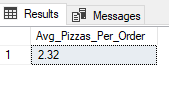 Results Messages
Avg_Pizzas_Per_Order
1 2.32